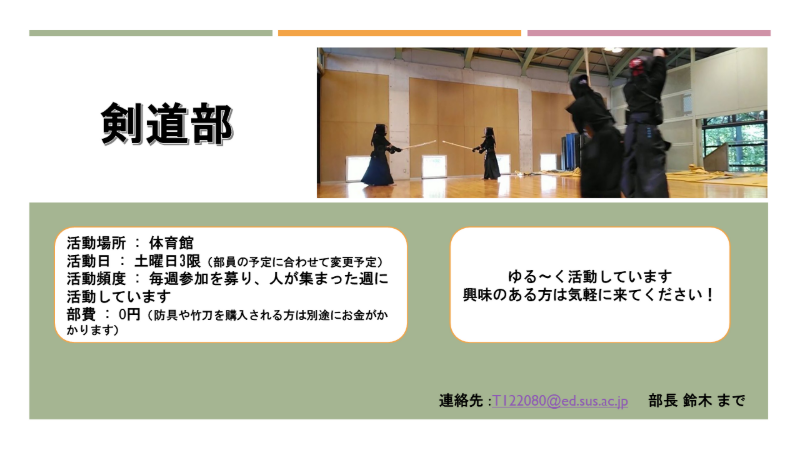 剣道部
活動場所 : 体育館
活動日 : 土曜日3限（部員の予定に合わせて変更予定）
活動頻度 : 毎週参加を募り、人が集まった週に
活動しています
部費 : 0円（防具や竹刀を購入される方は別途にお金がか
かります）
ゆる～く活動しています
興味のある方は気軽に来てください！
連絡先 :T122080@ed.sus.ac.jp 部長 鈴木 まで